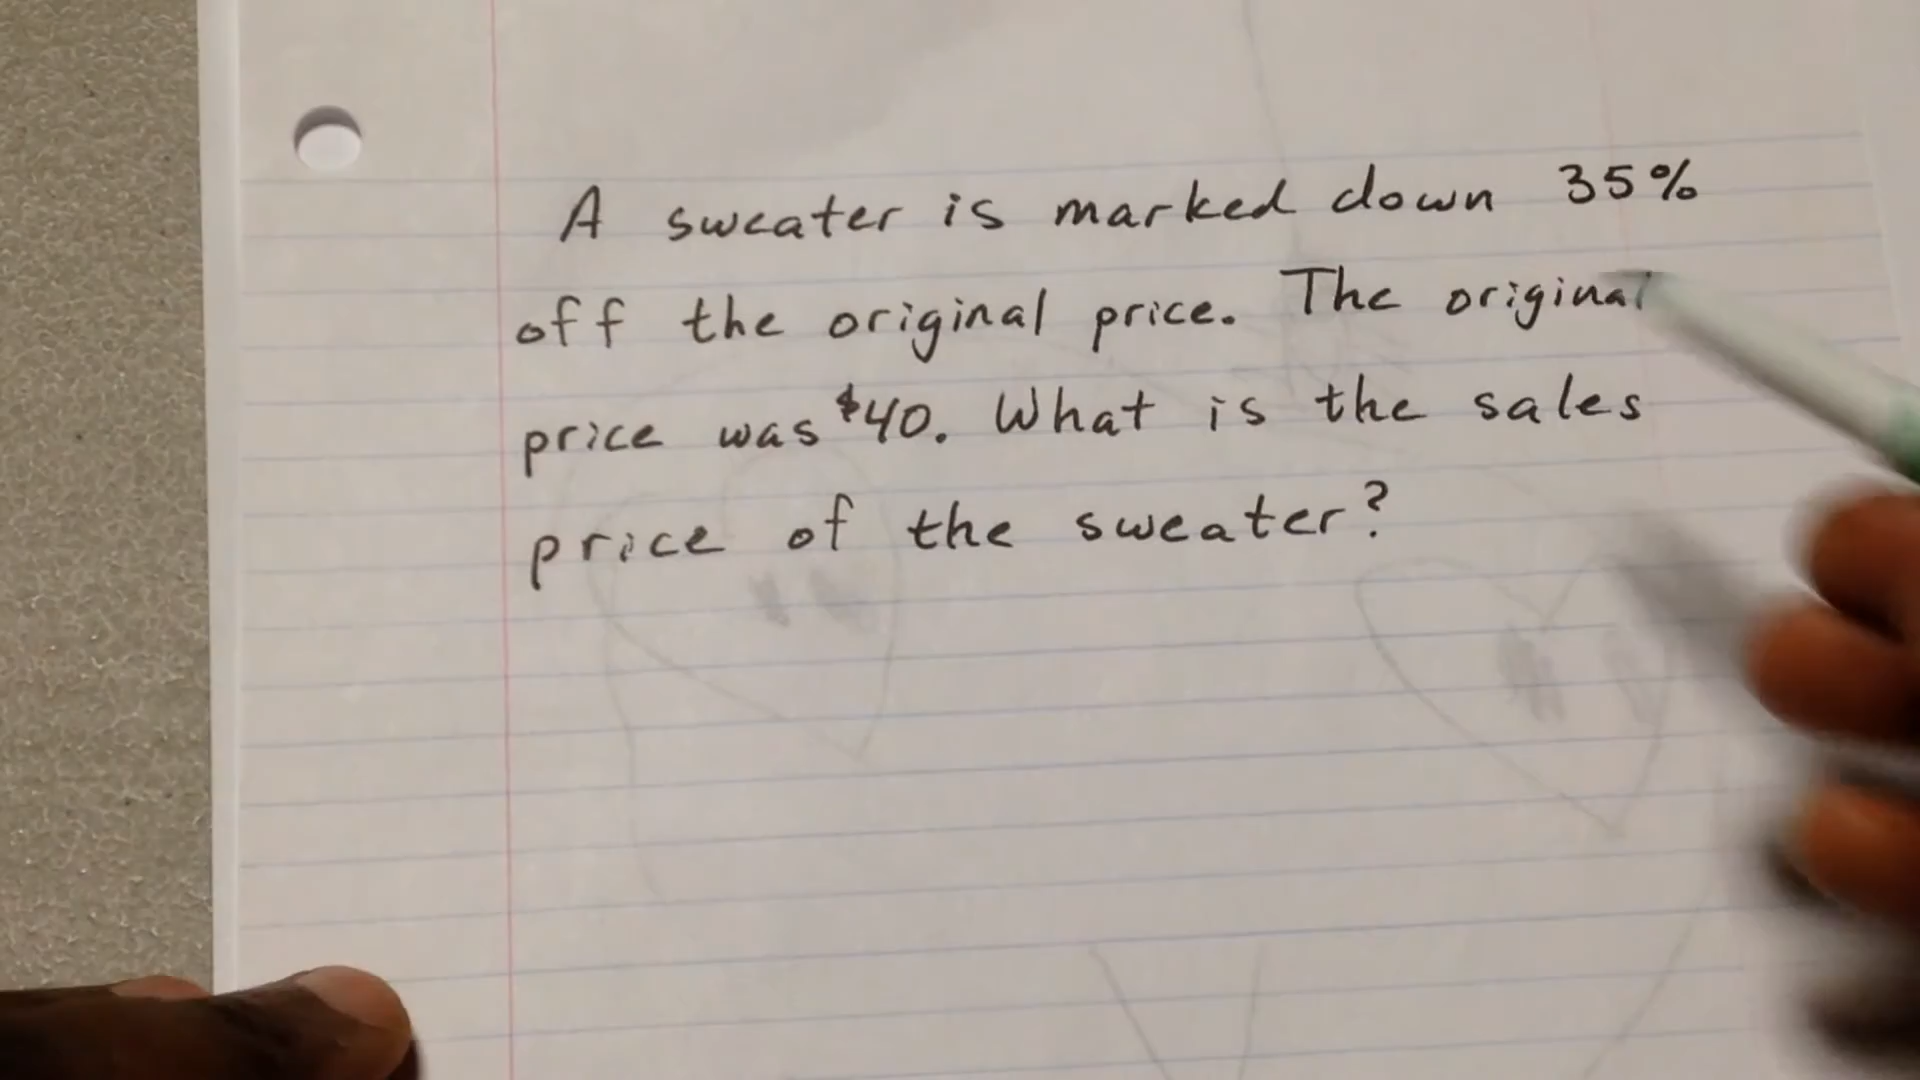 A sweater is marked down 35%
off the original price. The original
price was $40. What is the sales
price of the sweater?